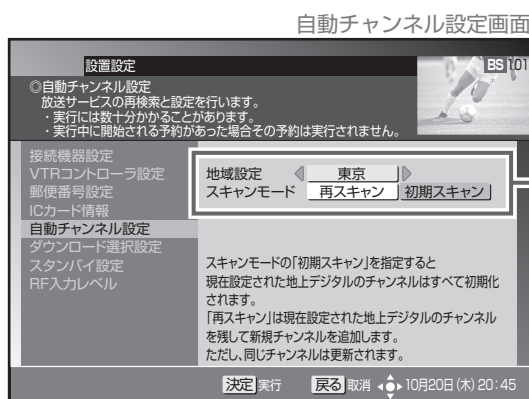 自動チャンネル設定画面
設置設定
BS 101
◎自動チャンネル設定
放送サービスの再検索と設定を行います。
・実行には数十分かかることがあります。
・実行中に開始される予約があった場合その予約は実行されません。
接続機器設定
VTRコントローラ設定
郵便番号設定
ICカード情報
自動チャンネル設定
ダウンロード選択設定
スタンバイ設定
RF入力レベル
地域設定 東京
スキャンモード 再スキャン 初期スキャン
スキャンモードの「初期スキャン」を指定すると
現在設定された地上デジタルのチャンネルはすべて初期化
されます。
「再スキャン」は現在設定された地上デジタルのチャンネル
を残して新規チャンネルを追加します。
ただし、同じチャンネルは更新されます。
決定 実行 戻る 取消 10月20日(木) 20:45